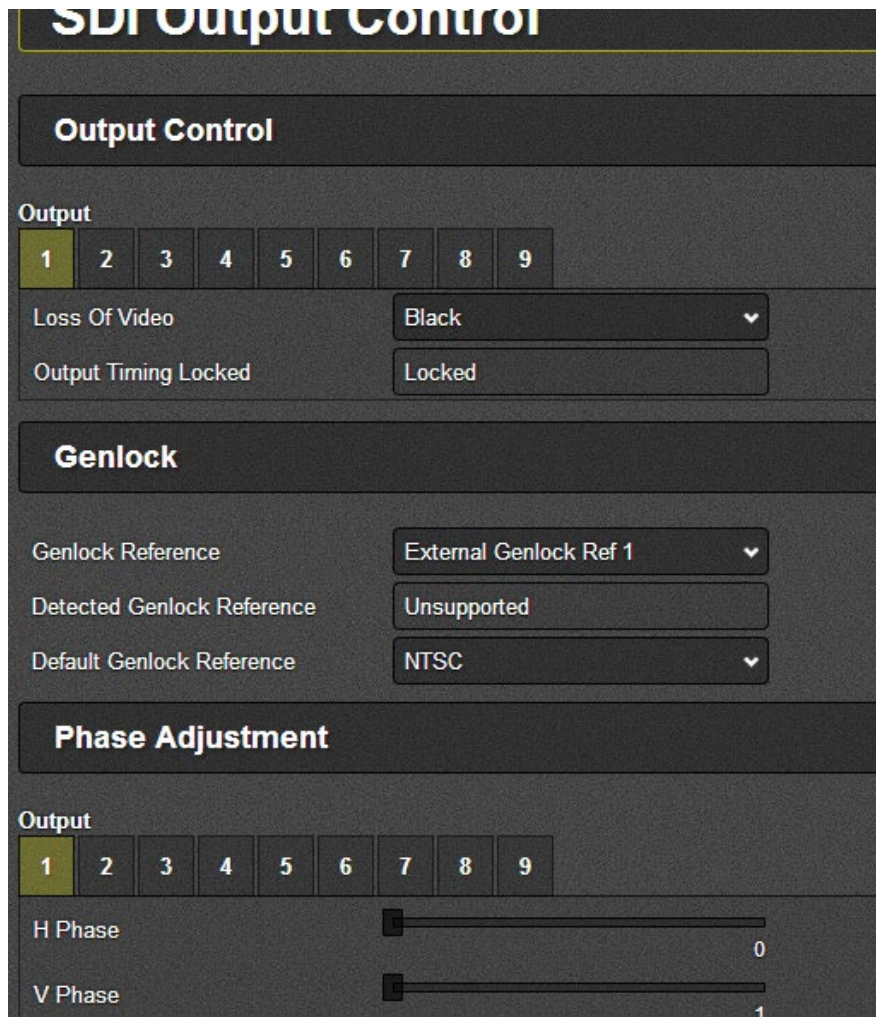 SDI Output Control
Output Control
Output
1 2 3 4 5 6 7 8 9
Loss Of Video Black
Output Timing Locked Locked
Genlock
Genlock Reference External Genlock Ref 1
Detected Genlock Reference Unsupported
Default Genlock Reference NTSC
Phase Adjustment
Output
1 2 3 4 5 6 7 8 9
H Phase
0
V Phase
1